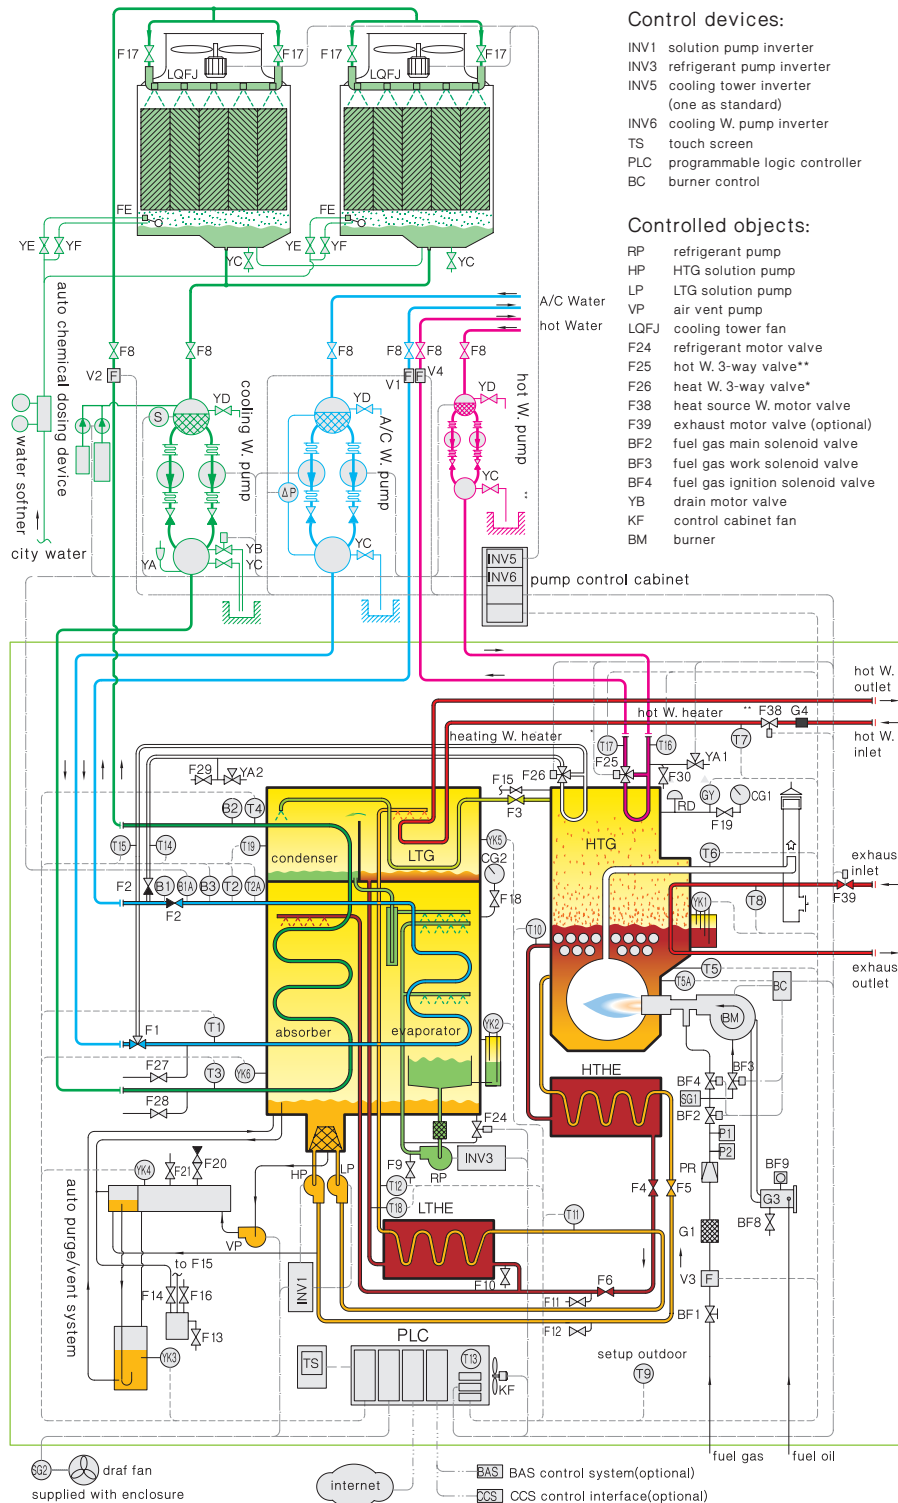 Control devices:
INV1 solution pump inverter
INV3 refrigerant pump inverter
INV5 cooling tower inverter
(one as standard)
INV6 cooling W. pump inverter
TS touch screen
PLC programmable logic controller
BC burner control
Controlled objects:
RP refrigerant pump
HP HTG solution pump
LP LTG solution pump
VP air vent pump
LQFJ cooling tower fan
F24 refrigerant motor valve
F25 hot W. 3-way valve**
F26 heat W. 3-way valve*
F38 heat source W. motor valve
F39 exhaust motor valve (optional)
BF2 fuel gas main solenoid valve
BF3 fuel gas work solenoid valve
BF4 fuel gas ignition solenoid valve
YB drain motor valve
KF control cabinet fan
BM burner
F17 F17 F17 F17
LQFJ LQFJ
FE FE
YE YF YE YF
YC YC
A/C Water
hot Water
F8 F8 F8 F8 F8 F8
V2 F V1 F F V4
YD YD YD
S
ΔP
auto chemical dosing device
water softner
city water
cooling W. pump
A/C W. pump
hot W. pump
**
YA YB
YC YC YC
INV5
INV6
pump control cabinet
hot W.
outlet
hot W. heater ** F38 G4
hot W.
inlet
heating W. heater *
T7
T17 T16
F25 YA1
F29 YA2 F26 F30
F15
F3
GY CG1
RD F19
B2 T4
T15 T14 T19
condenser LTG
YK5
CG2
F18
HTG
T6
exhaust
inlet
F2 B1 B1A B3 T2 T2A
F2
T8 F39
YK1
T10
exhaust
outlet
T5
T5A
BC
BM
F1 T1
absorber evaporator
YK2
F27 T3 YK6
F28
HTHE
BF4 BF3
SG1
BF2
P1
P2
F24
INV3
RP
F9
YK4 F21 F20
HP LP
T12
T18
LTHE
T11
F4 F5
PR
BF9
G3
BF8
G1
auto purge/vent system
VP
to F15
F14 F16
F13
INV1
F10
F6
F11
F12
V3 F
BF1
YK3
PLC
TS
T13
KF
setup outdoor
T9
fuel gas fuel oil
SG2 draf fan
supplied with enclosure
internet
BAS BAS control system(optional)
CCS CCS control interface(optional)